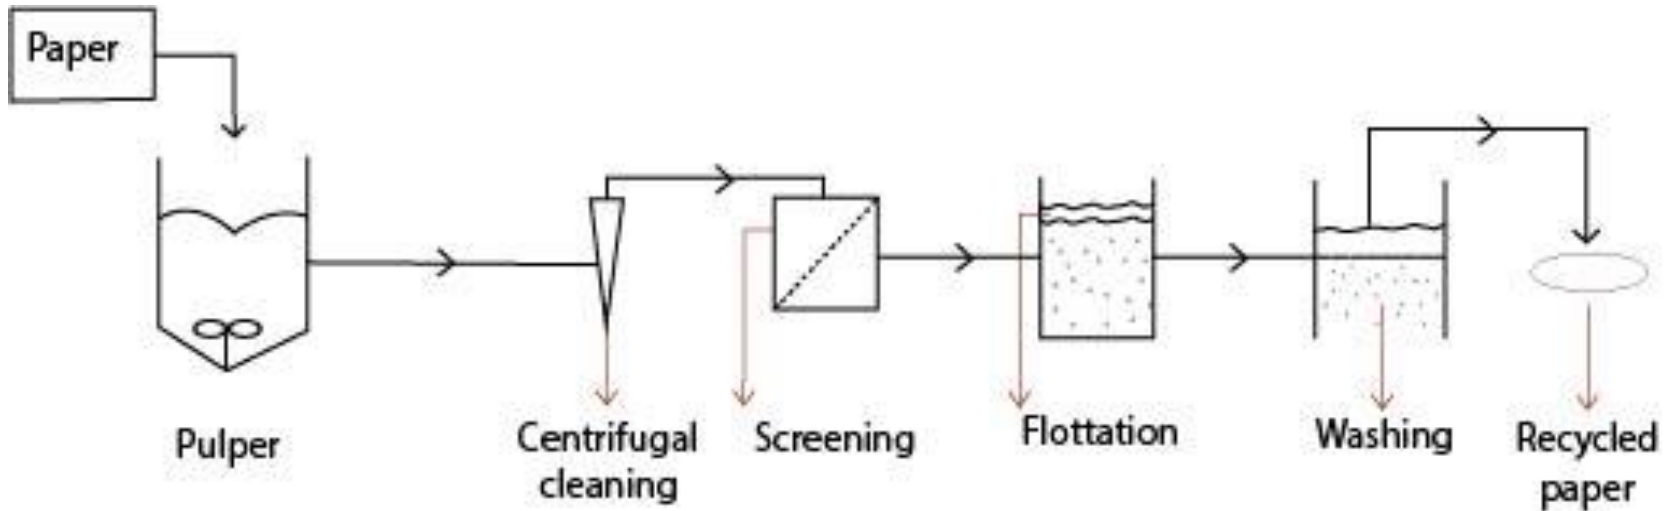 Paper
Pulper
Centrifugal
cleaning
Screening
Flottation
Washing
Recycled
paper